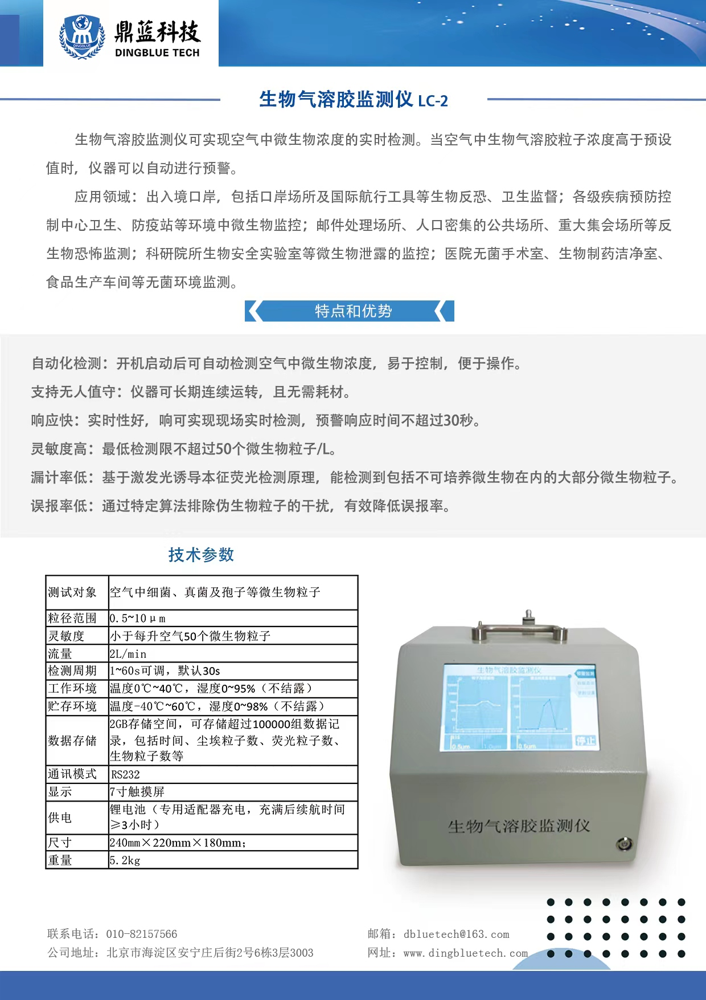 鼎蓝科技
DINGBLUE
DINGBLUE TECH
生物气溶胶监测仪 LC-2
生物气溶胶监测仪可实现空气中微生物浓度的实时检测。当空气中生物气溶胶粒子浓度高于预设
值时，仪器可以自动进行预警。
应用领域：出入境口岸，包括口岸场所及国际航行工具等生物反恐、卫生监督；各级疾病预防控
制中心卫生、防疫站等环境中微生物监控；邮件处理场所、人口密集的公共场所、重大集会场所等反
生物恐怖监测；科研院所生物安全实验室等微生物泄露的监控；医院无菌手术室、生物制药洁净室、
食品生产车间等无菌环境监测。
特点和优势
自动化检测：开机启动后可自动检测空气中微生物浓度，易于控制，便于操作。
支持无人值守：仪器可长期连续运转，且无需耗材。
响应快：实时性好，响可实现现场实时检测，预警响应时间不超过30秒。
灵敏度高：最低检测限不超过50个微生物粒子/L。
漏计率低：基于激发光诱导本征荧光检测原理，能检测到包括不可培养微生物在内的大部分微生物粒子。
误报率低：通过特定算法排除伪生物粒子的干扰，有效降低误报率。
技术参数
测试对象 空气中细菌、真菌及孢子等微生物粒子
粒径范围 0.5~10μm
灵敏度 小于每升空气50个微生物粒子
流量 2L/min
检测周期 1~60s可调，默认30s
工作环境 温度0℃~40℃，湿度0~95%（不结露）
贮存环境 温度-40℃~60℃，湿度0~98%（不结露）
数据存储 2GB存储空间，可存储超过100000组数据记
录，包括时间、尘埃粒子数、荧光粒子数、
生物粒子数等
通讯模式 RS232
显示 7寸触摸屏
供电 锂电池（专用适配器充电，充满后续航时间
≥3小时）
尺寸 240mm×220mm×180mm；
重量 5.2kg
生物气溶胶监测仪
0.5um 1.0um 0.5um
停止
生物气溶胶监测仪
联系电话：010-82157566
公司地址：北京市海淀区安宁庄后街2号6栋3层3003
邮箱：dbluetech@163.com
网址：www.dingbluetech.com